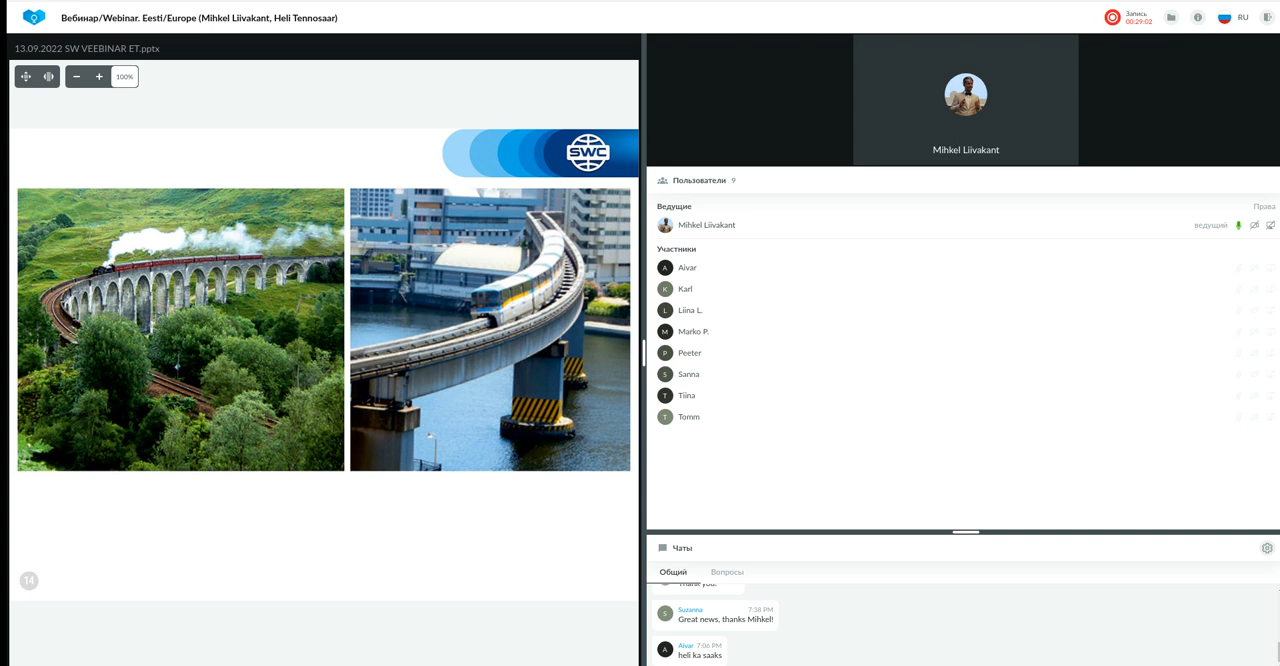 Вебинар/Webinar. Eesti/Europe (Mihkel Liivakant, Heli Tennosaar)
Запись
00:29:02
RU
13.09.2022 SW VEEBINAR ET.pptx
100%
SWC
14
Mihkel Liivakant
Пользователи 9
Ведущие
Права
Mihkel Liivakant
ведущий
Участники
A Aivar
K Karl
L Liina L.
M Marko P.
P Peeter
S Sanna
T Tiina
T Tomm
Чаты
Общий
Вопросы
Thank you!
S Suzanna 7:38 PM
Great news, thanks Mihkel!
A Aivar 7:06 PM
heli ka saaks